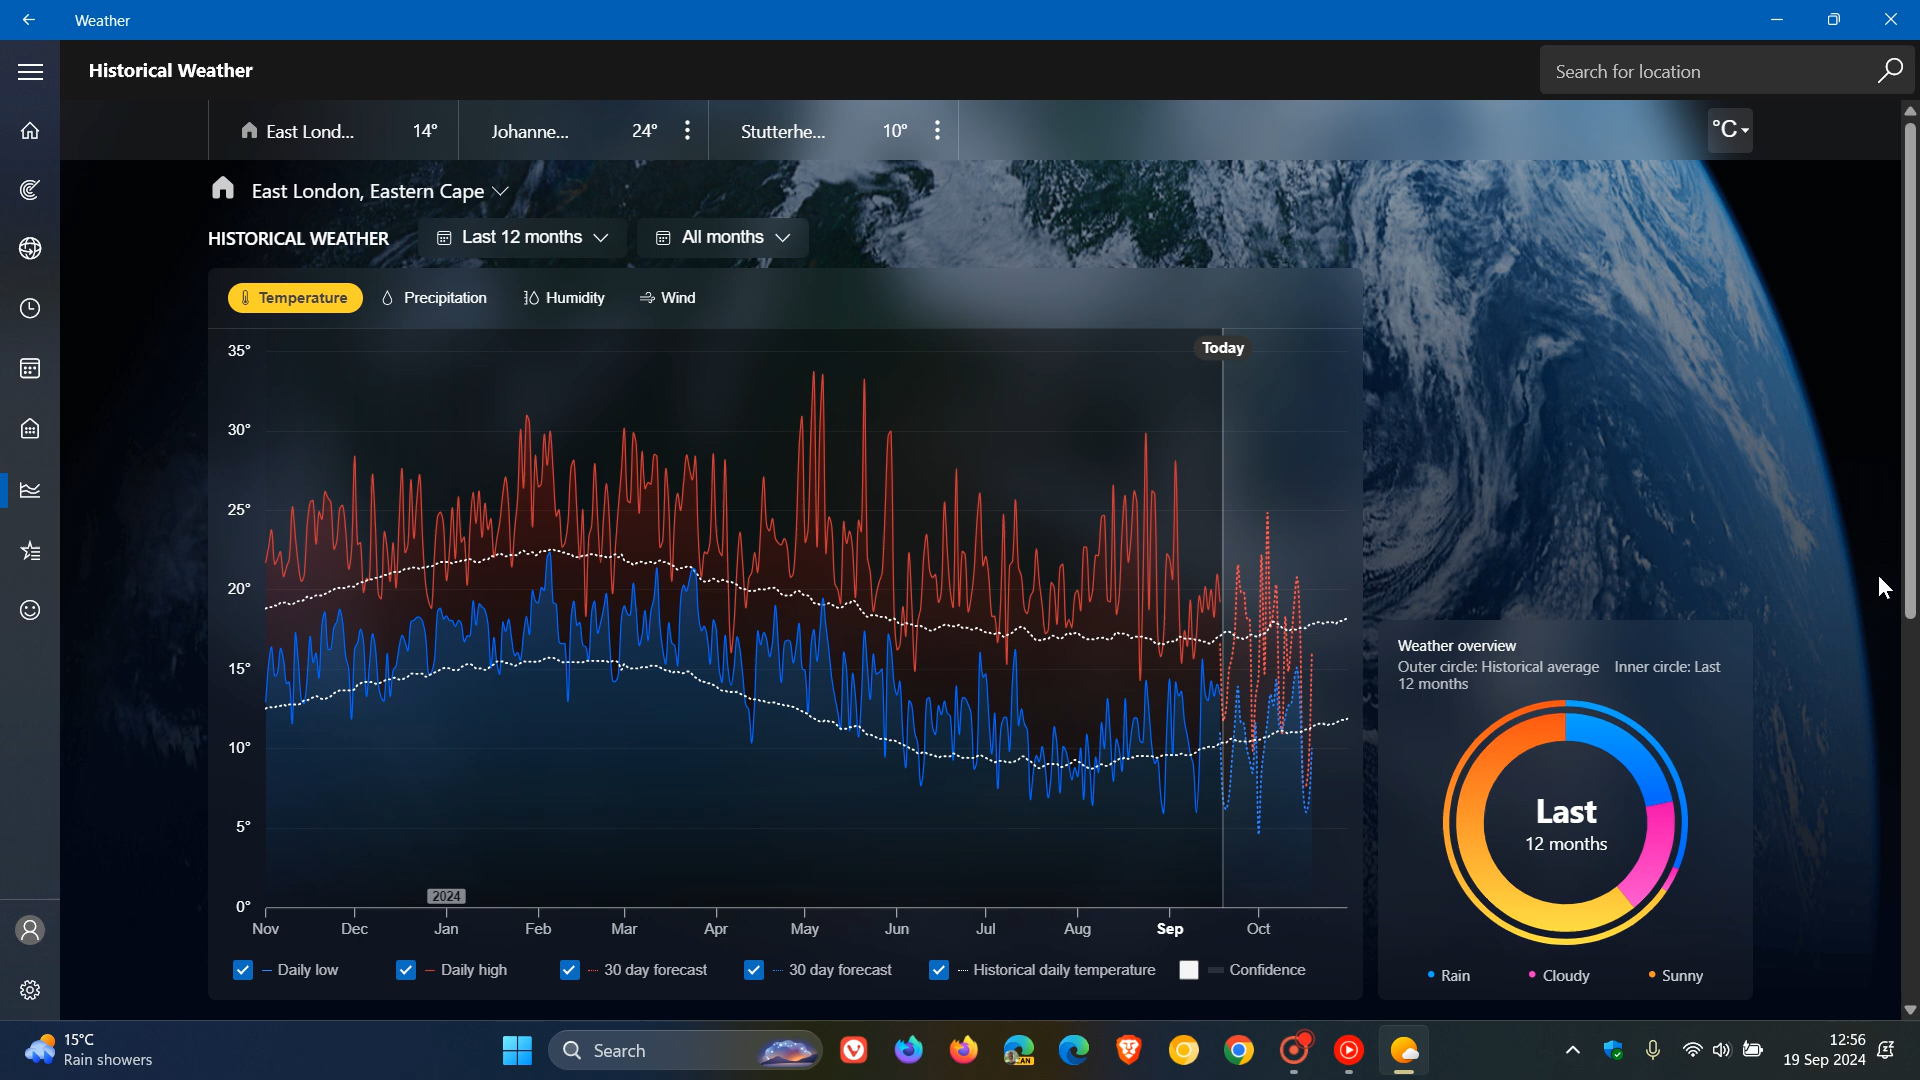 Weather
Historical Weather
Search for location
East Lond... 14°
Johanne... 24°
Stutterhe... 10°
°C
East London, Eastern Cape
HISTORICAL WEATHER
Last 12 months
All months
Temperature
Precipitation
Humidity
Wind
Today
35°
30°
25°
20°
15°
10°
5°
0°
2024
Nov Dec Jan Feb Mar Apr May Jun Jul Aug Sep Oct
Daily low
Daily high
30 day forecast
30 day forecast
Historical daily temperature
Confidence
Weather overview
Outer circle: Historical average Inner circle: Last
12 months
Last
12 months
Rain
Cloudy
Sunny
15°C
Rain showers
Search
CAN
12:56
19 Sep 2024